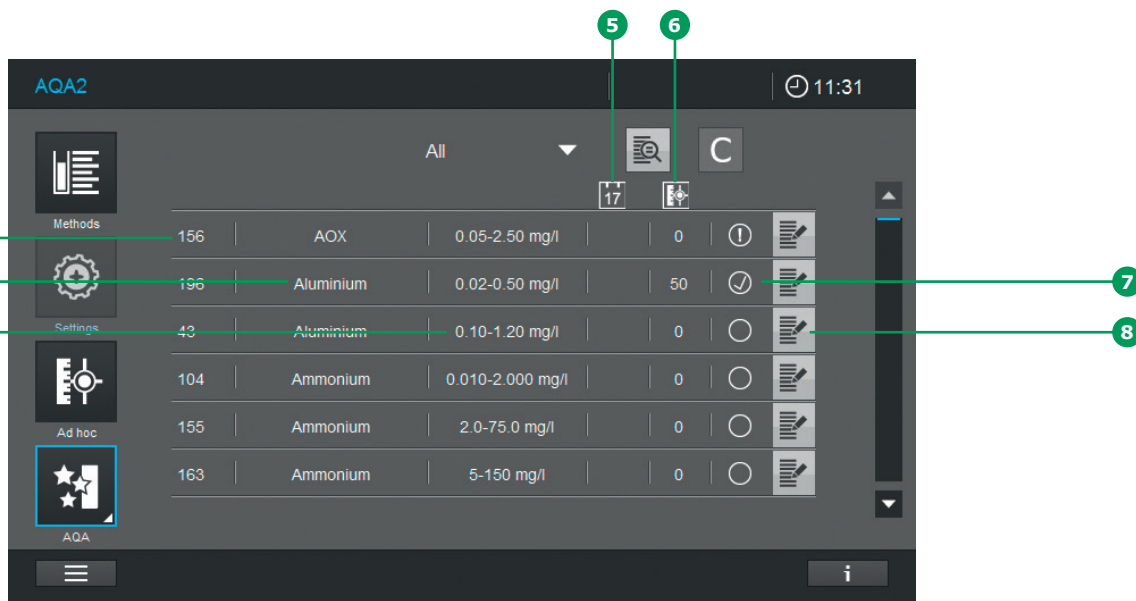 5 6
AQA2 11:31
All C
17
Methods
156 AOX 0.05-2.50 mg/l 0
196 Aluminium 0.02-0.50 mg/l 50 7
Settings
43 Aluminium 0.10-1.20 mg/l 0 8
104 Ammonium 0.010-2.000 mg/l 0
Ad hoc
155 Ammonium 2.0-75.0 mg/l 0
163 Ammonium 5-150 mg/l 0
AQA
i